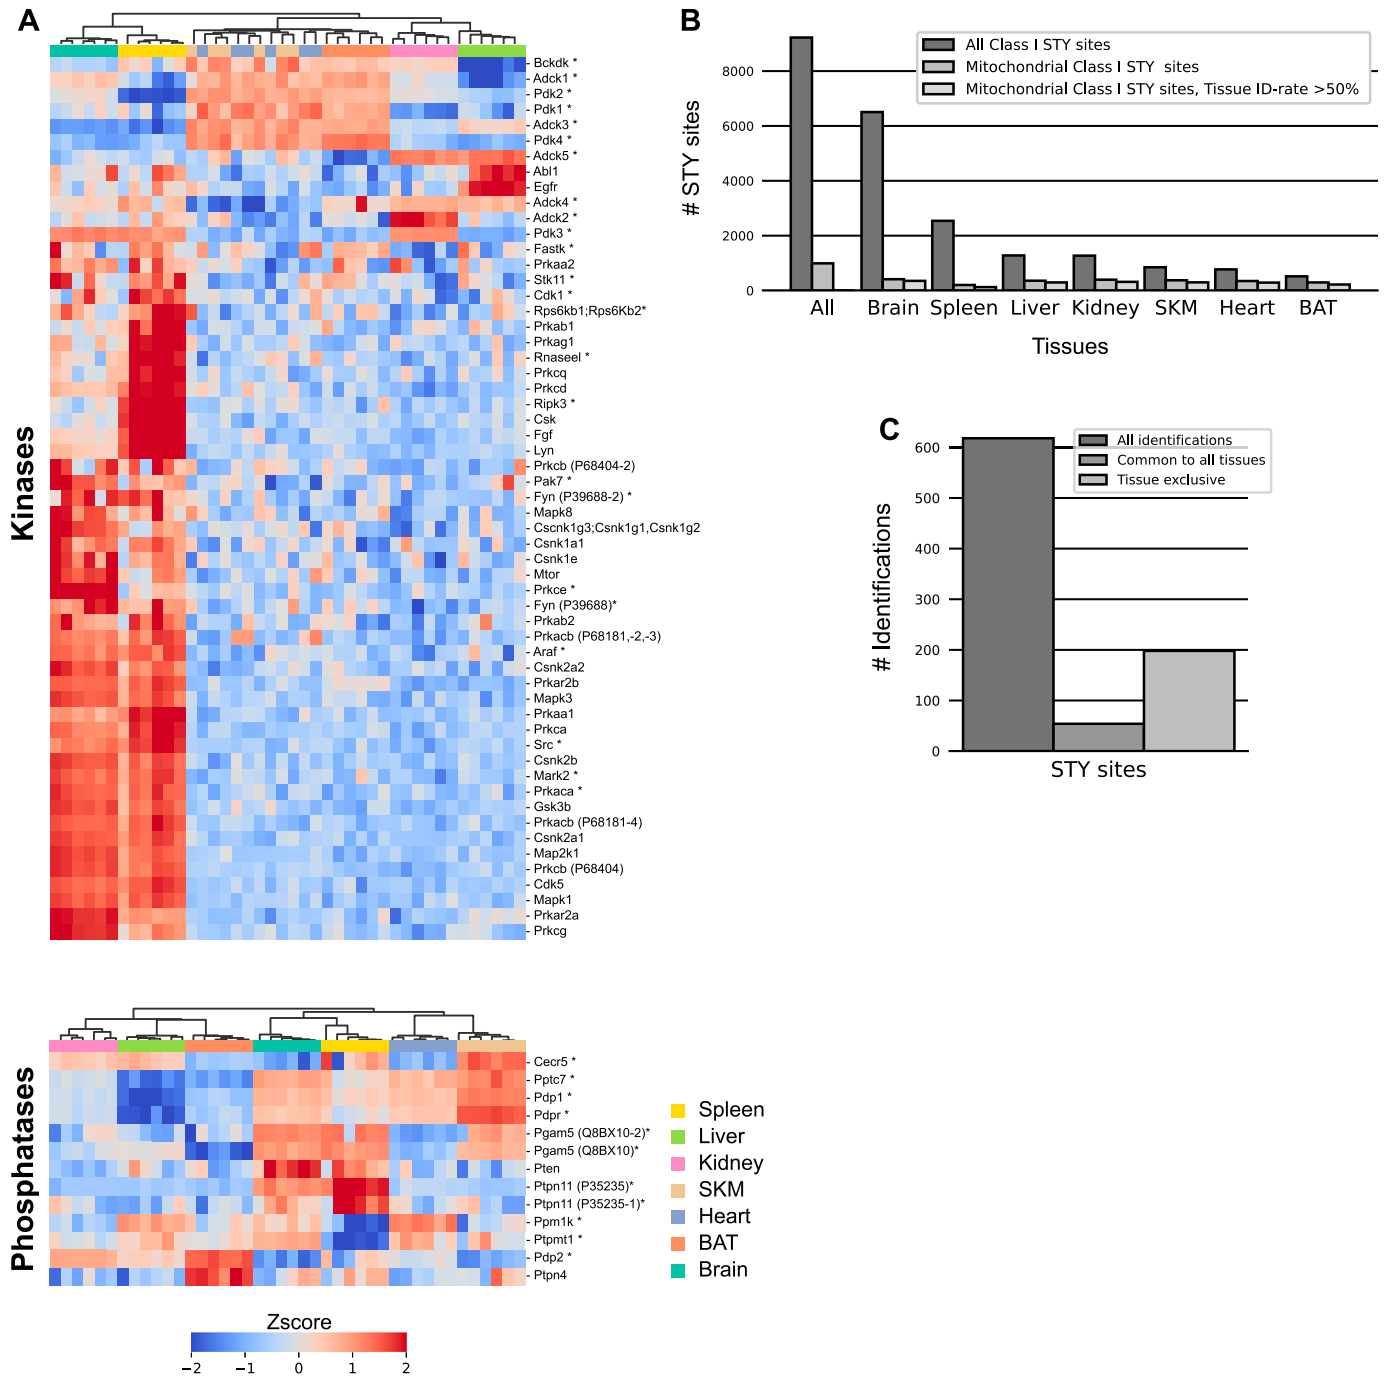 A
Kinases
Bckdk *
Adck1 *
Pdk2 *
Pdk1 *
Adck3 *
Pdk4 *
Adck5 *
Abl1
Egfr
Adck4 *
Adck2 *
Pdk3 *
Fastk *
Prkaa2
Stk11 *
Cdk1 *
Rps6kb1;Rps6Kb2*
Prkab1
Prkag1
Rnaseel *
Prkcq
Prkcd
Ripk3 *
Csk
Fgf
Lyn
Prkcb (P68404-2)
Pak7 *
Fyn (P39688-2) *
Mapk8
Cscnk1g3;Csnk1g1,Csnk1g2
Csnk1a1
Csnk1e
Mtor
Prkce *
Fyn (P39688)*
Prkab2
Prkacb (P68181,-2,-3)
Araf *
Csnk2a2
Prkar2b
Mapk3
Prkaa1
Prkca
Src *
Csnk2b
Mark2 *
Prkaca *
Gsk3b
Prkacb (P68181-4)
Csnk2a1
Map2k1
Prkcb (P68404)
Cdk5
Mapk1
Prkar2a
Prkcg
Phosphatases
Cecr5 *
Pptc7 *
Pdp1 *
Pdpr *
Pgam5 (Q8BX10-2)*
Pgam5 (Q8BX10)*
Pten
Ptpn11 (P35235)*
Ptpn11 (P35235-1)*
Ppm1k *
Ptpmt1 *
Pdp2 *
Ptpn4
Spleen
Liver
Kidney
SKM
Heart
BAT
Brain
Zscore
−2 −1 0 1 2
B
# STY sites
8000
6000
4000
2000
0
All Class I STY sites
Mitochondrial Class I STY sites
Mitochondrial Class I STY sites, Tissue ID-rate >50%
All Brain Spleen Liver Kidney SKM Heart BAT
Tissues
C
# Identifications
600
500
400
300
200
100
0
All identifications
Common to all tissues
Tissue exclusive
STY sites